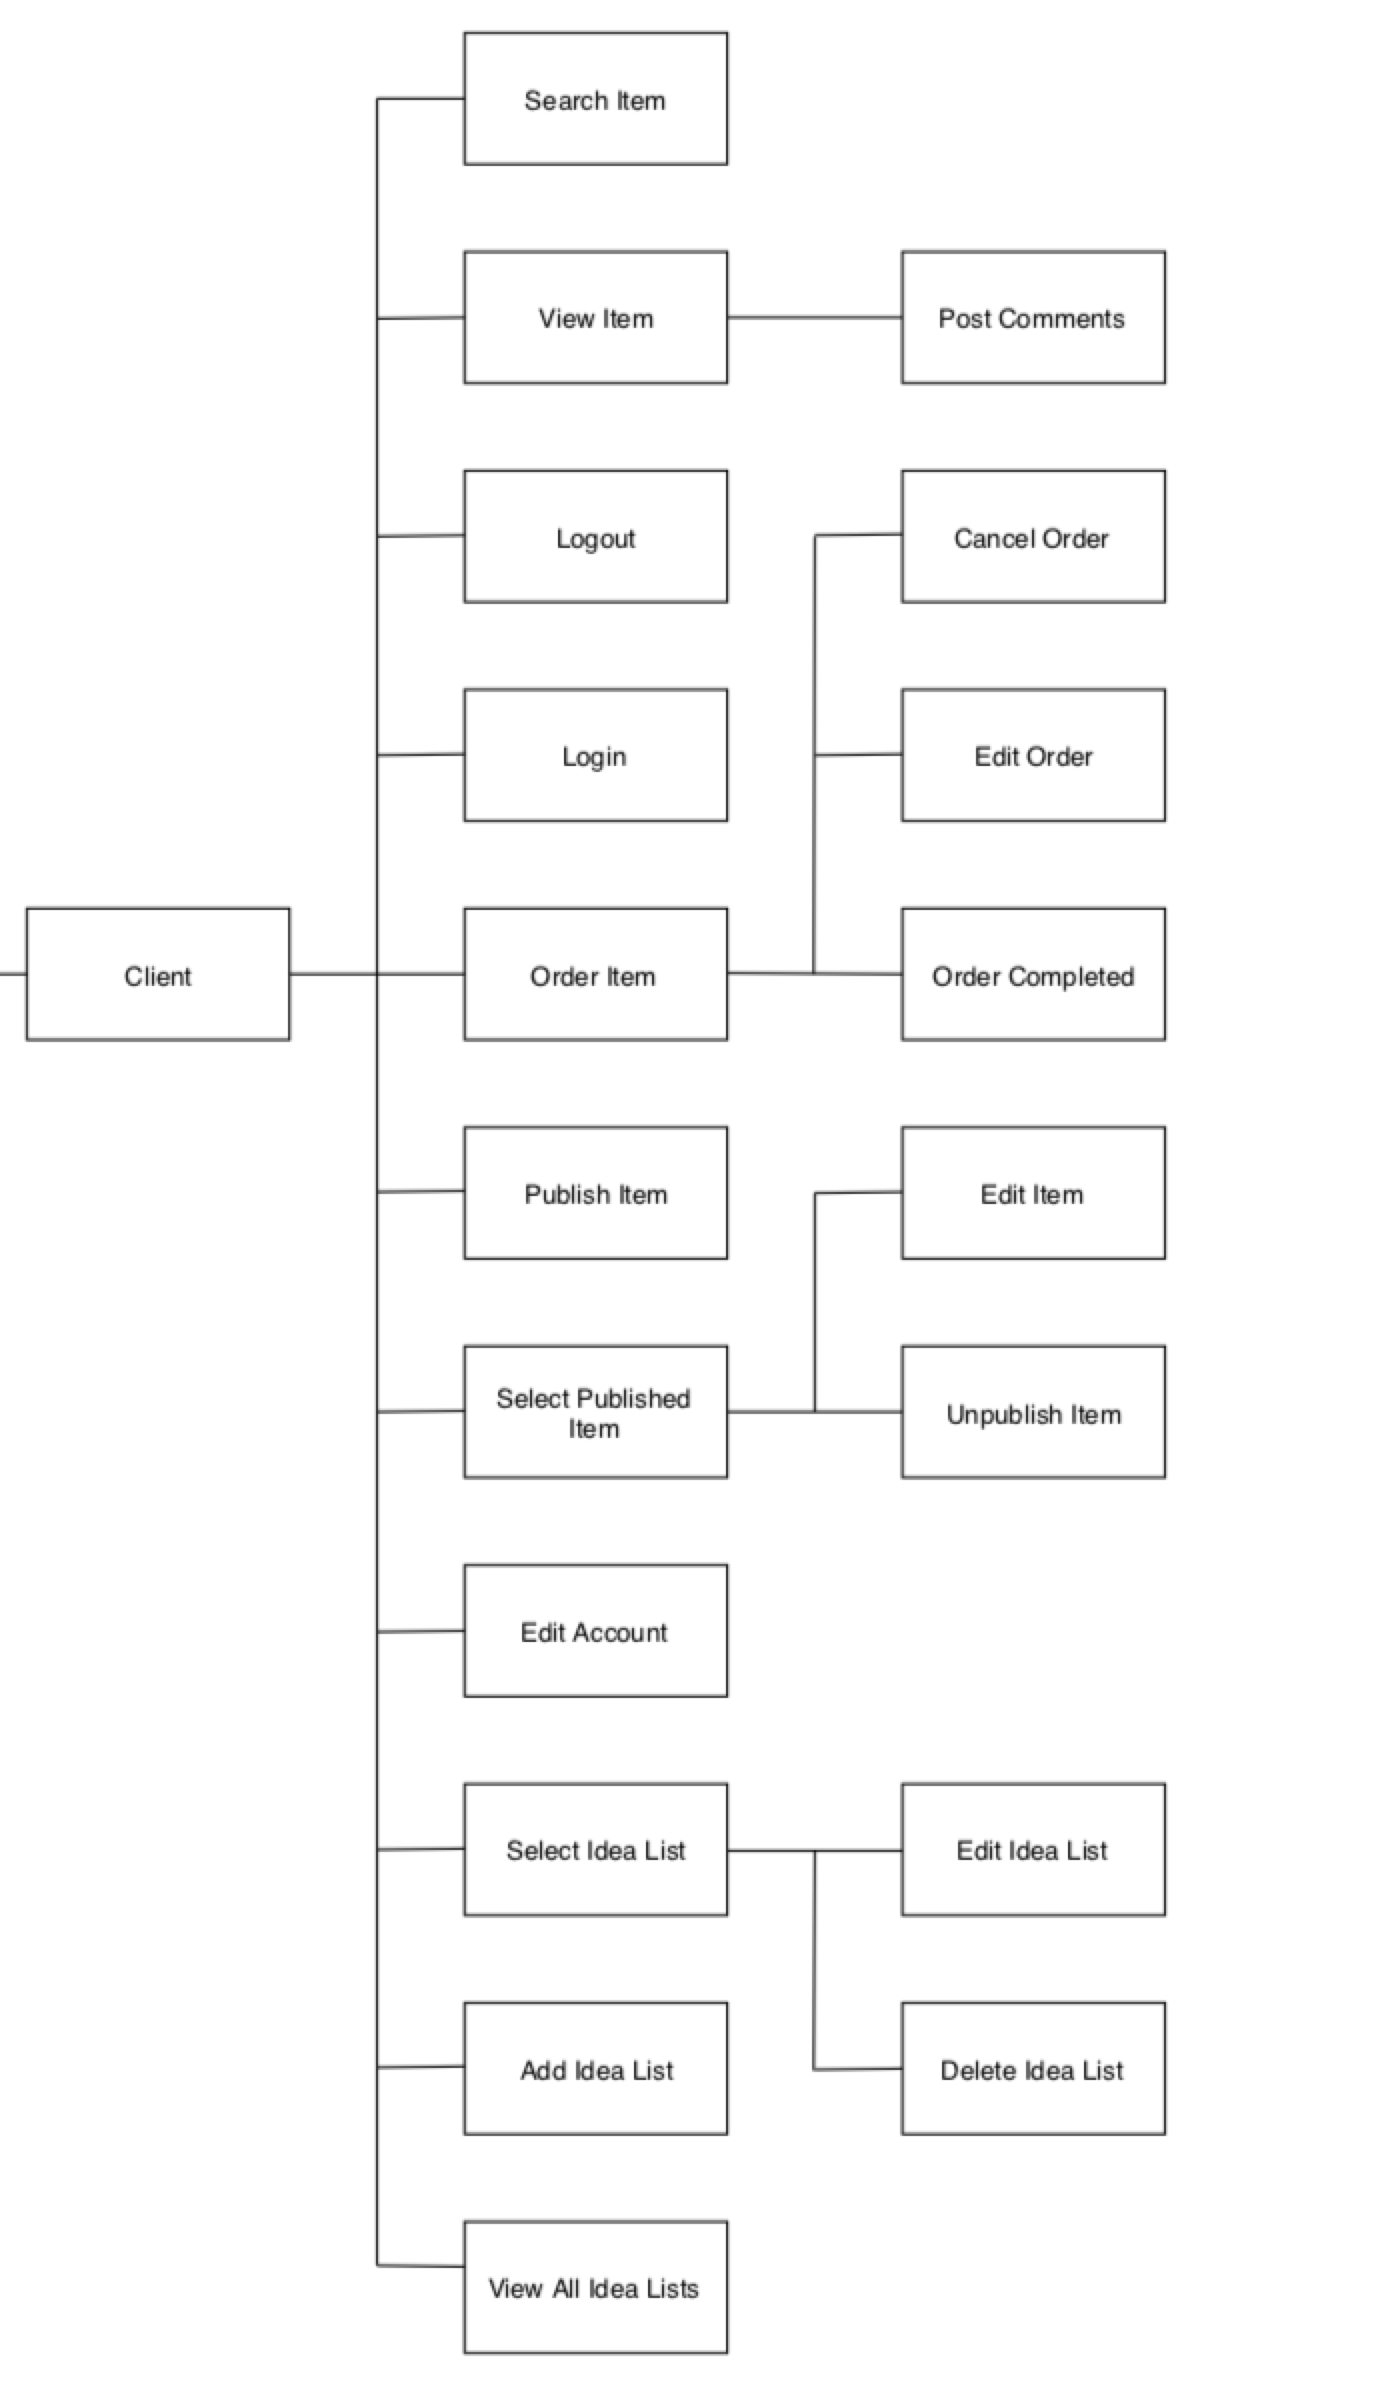 Search Item
View Item
Post Comments
Logout
Cancel Order
Login
Edit Order
Client
Order Item
Order Completed
Publish Item
Edit Item
Select Published
Item
Unpublish Item
Edit Account
Select Idea List
Edit Idea List
Add Idea List
Delete Idea List
View All Idea Lists